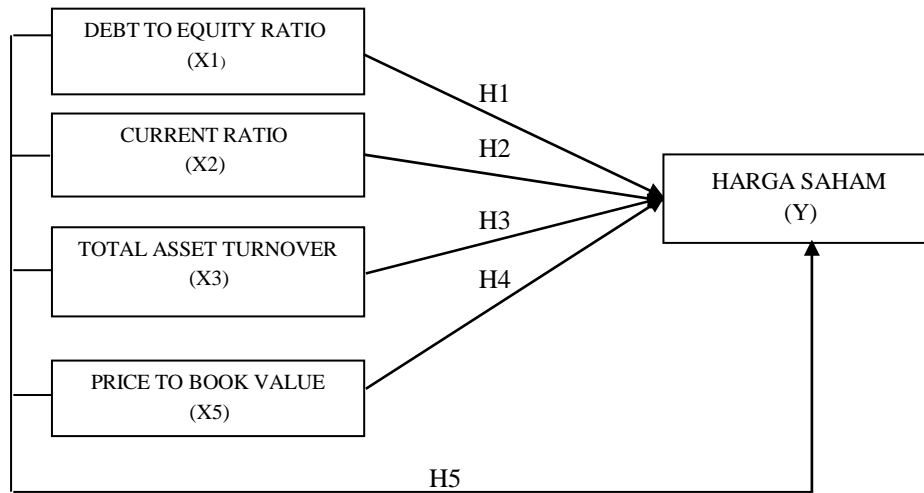 DEBT TO EQUITY RATIO
(X1)
H1
CURRENT RATIO
(X2)
H2
HARGA SAHAM
(Y)
H3
TOTAL ASSET TURNOVER
(X3)
H4
PRICE TO BOOK VALUE
(X5)
H5